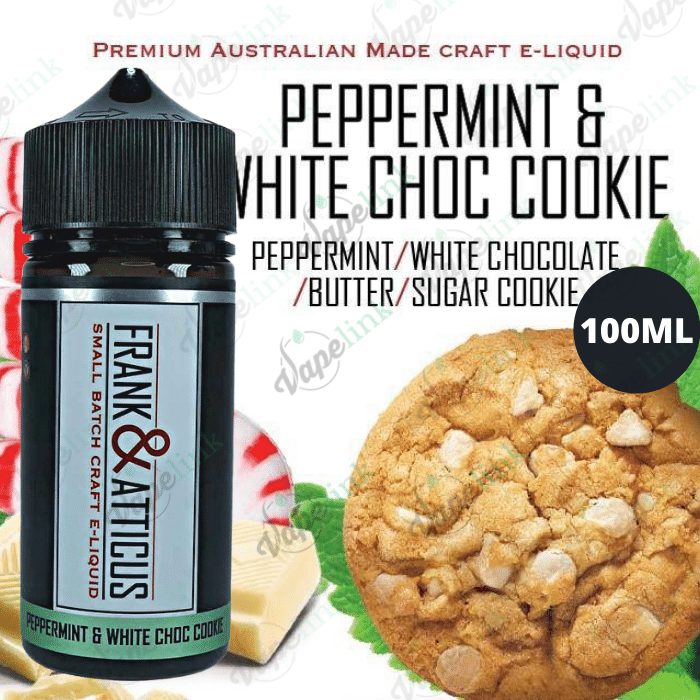 PREMIUM AUSTRALIAN MADE CRAFT E-LIQUID
PEPPERMINT &
WHITE CHOC COOKIE
PEPPERMINT/WHITE CHOCOLATE
/BUTTER/SUGAR COOKIE
100ML
FRANK & ATTICUS
SMALL BATCH CRAFT E-LIQUID
PEPPERMINT & WHITE CHOC COOKIE
Vapelink